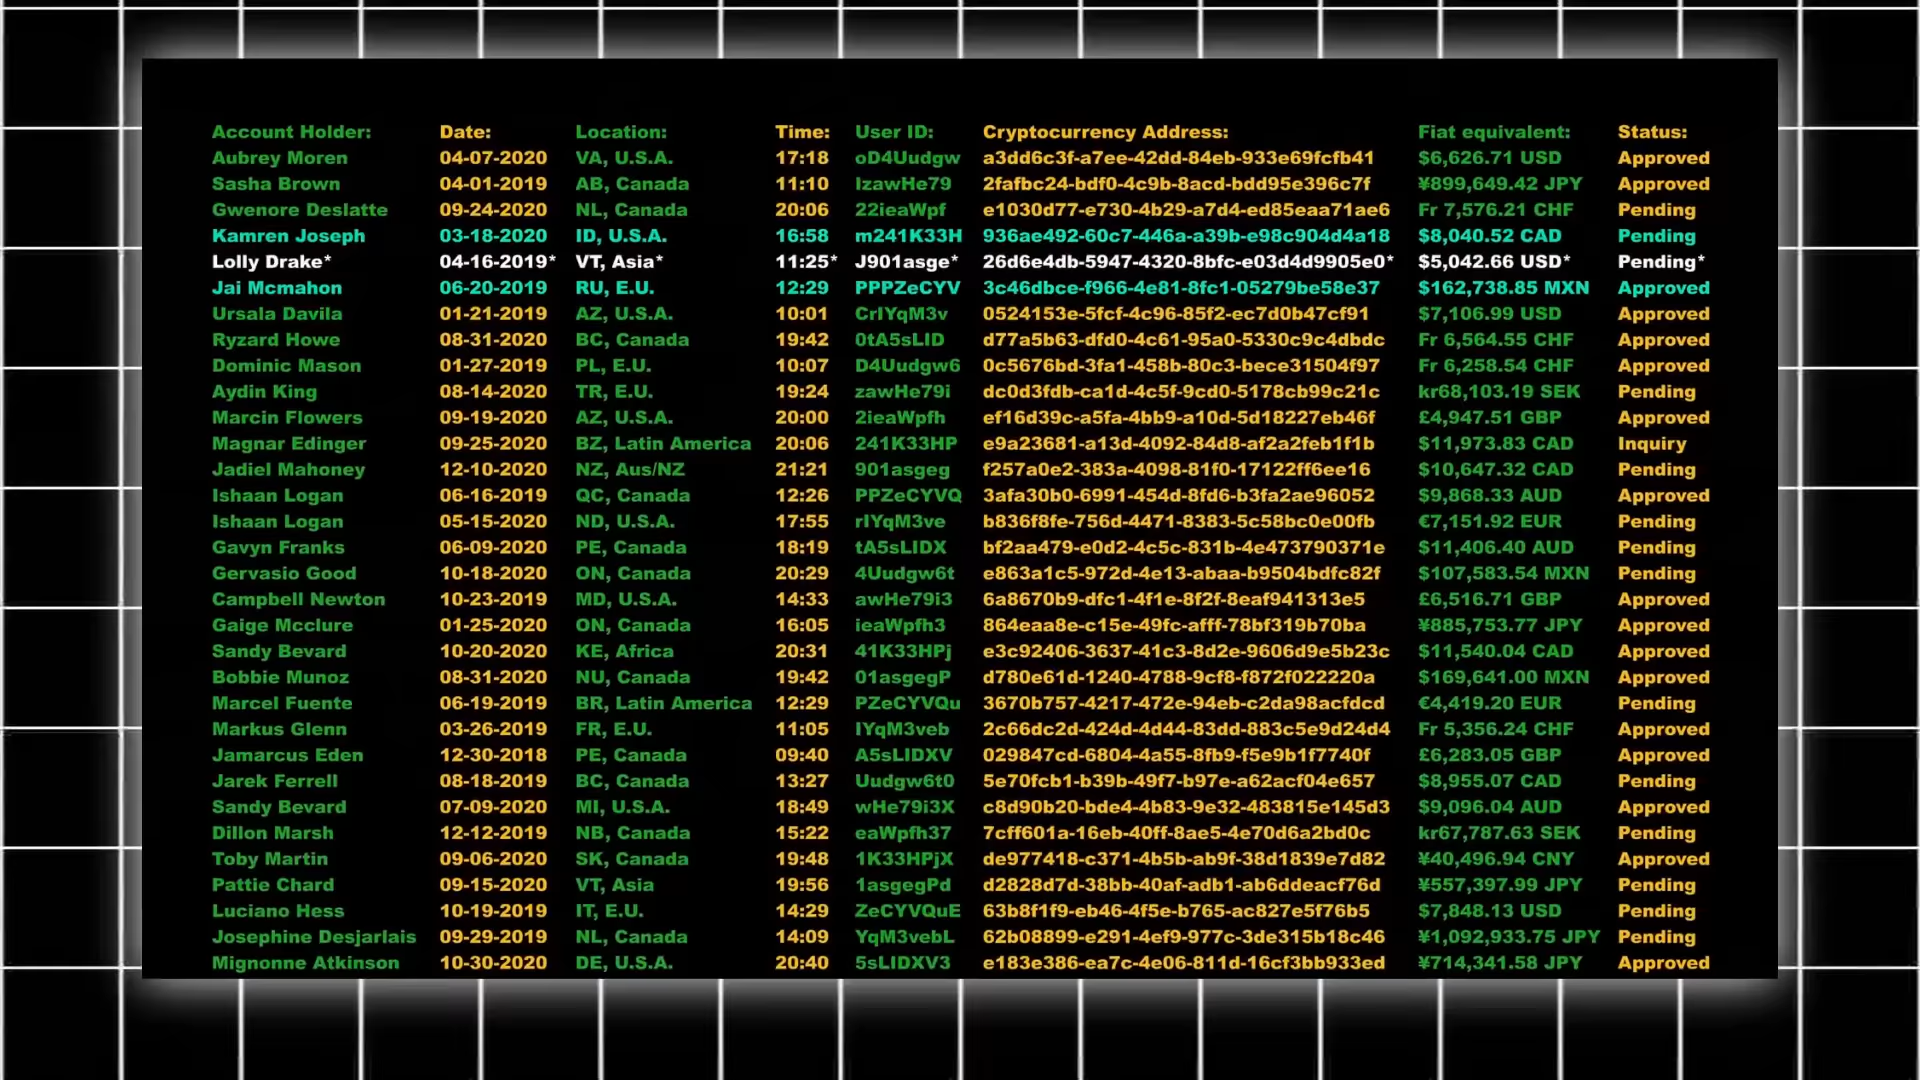 Account Holder: Date: Location: Time: User ID: Cryptocurrency Address: Fiat equivalent: Status:
Aubrey Moren 04-07-2020 VA, U.S.A. 17:18 oD4Uudgw a3dd6c3f-a7ee-42dd-84eb-933e69fcfb41 $6,626.71 USD Approved
Sasha Brown 04-01-2019 AB, Canada 11:10 IzawHe79 2fafbc24-bdf0-4c9b-8acd-bdd95e396c7f ¥899,649.42 JPY Approved
Gwenore Deslatte 09-24-2020 NL, Canada 20:06 22ieaWpf e1030d77-e730-4b29-a7d4-ed85eaa71ae6 Fr 7,576.21 CHF Pending
Kamren Joseph 03-18-2020 ID, U.S.A. 16:58 m241K33H 936ae492-60c7-446a-a39b-e98c904d4a18 $8,040.52 CAD Pending
Lolly Drake* 04-16-2019* VT, Asia* 11:25* J901asge* 26d6e4db-5947-4320-8bfc-e03d4d9905e0* $5,042.66 USD* Pending*
Jai Mcmahon 06-20-2019 RU, E.U. 12:29 PPPZeCYV 3c46dbce-f966-4e81-8fc1-05279be58e37 $162,738.85 MXN Approved
Ursala Davila 01-21-2019 AZ, U.S.A. 10:01 CrIYqM3v 0524153e-5fcf-4c96-85f2-ec7d0b47cf91 $7,106.99 USD Approved
Ryzard Howe 08-31-2020 BC, Canada 19:42 0tA5sLID d77a5b63-dfd0-4c61-95a0-5330c9c4dbdc Fr 6,564.55 CHF Approved
Dominic Mason 01-27-2019 PL, E.U. 10:07 D4Uudgw6 0c5676bd-3fa1-458b-80c3-bece31504f97 Fr 6,258.54 CHF Approved
Aydin King 08-14-2020 TR, E.U. 19:24 zawHe79i dc0d3fdb-ca1d-4c5f-9cd0-5178cb99c21c kr68,103.19 SEK Pending
Marcin Flowers 09-19-2020 AZ, U.S.A. 20:00 2ieaWpfh ef16d39c-a5fa-4bb9-a10d-5d18227eb46f £4,947.51 GBP Approved
Magnar Edinger 09-25-2020 BZ, Latin America 20:06 241K33HP e9a23681-a13d-4092-84d8-af2a2feb1f1b $11,973.83 CAD Inquiry
Jadiel Mahoney 12-10-2020 NZ, Aus/NZ 21:21 901asgeg f257a0e2-383a-4098-81f0-17122ff6ee16 $10,647.32 CAD Pending
Ishaan Logan 06-16-2019 QC, Canada 12:26 PPZeCYVQ 3afa30b0-6991-454d-8fd6-b3fa2ae96052 $9,868.33 AUD Approved
Ishaan Logan 05-15-2020 ND, U.S.A. 17:55 rIYqM3ve b836f8fe-756d-4471-8383-5c58bc0e00fb €7,151.92 EUR Pending
Gavyn Franks 06-09-2020 PE, Canada 18:19 tA5sLIDX bf2aa479-e0d2-4c5c-831b-4e473790371e $11,406.40 AUD Pending
Gervasio Good 10-18-2020 ON, Canada 20:29 4Uudgw6t e863a1c5-972d-4e13-abaa-b9504bdfc82f $107,583.54 MXN Pending
Campbell Newton 10-23-2019 MD, U.S.A. 14:33 awHe79i3 6a8670b9-dfc1-4f1e-8f2f-8eaf941313e5 £6,516.71 GBP Approved
Gaige Mcclure 01-25-2020 ON, Canada 16:05 ieaWpfh3 864eaa8e-c15e-49fc-afff-78bf319b70ba ¥885,753.77 JPY Approved
Sandy Bevard 10-20-2020 KE, Africa 20:31 41K33HPj e3c92406-3637-41c3-8d2e-9606d9e5b23c $11,540.04 CAD Approved
Bobbie Munoz 08-31-2020 NU, Canada 19:42 01asgegP d780e61d-1240-4788-9cf8-f872f022220a $169,641.00 MXN Approved
Marcel Fuente 06-19-2019 BR, Latin America 12:29 PZeCYVQu 3670b757-4217-472e-94eb-c2da98acfdcd €4,419.20 EUR Pending
Markus Glenn 03-26-2019 FR, E.U. 11:05 IYqM3veb 2c66dc2d-424d-4d44-83dd-883c5e9d24d4 Fr 5,356.24 CHF Approved
Jamarcus Eden 12-30-2018 PE, Canada 09:40 A5sLIDXV 029847cd-6804-4a55-8fb9-f5e9b1f7740f £6,283.05 GBP Approved
Jarek Ferrell 08-18-2019 BC, Canada 13:27 Uudgw6t0 5e70fcb1-b39b-49f7-b97e-a62acf04e657 $8,955.07 CAD Pending
Sandy Bevard 07-09-2020 MI, U.S.A. 18:49 wHe79i3X c8d90b20-bde4-4b83-9e32-483815e145d3 $9,096.04 AUD Approved
Dillon Marsh 12-12-2019 NB, Canada 15:22 eaWpfh37 7cff601a-16eb-40ff-8ae5-4e70d6a2bd0c kr67,787.63 SEK Pending
Toby Martin 09-06-2020 SK, Canada 19:48 1K33HPjX de977418-c371-4b5b-ab9f-38d1839e7d82 ¥40,496.94 CNY Approved
Pattie Chard 09-15-2020 VT, Asia 19:56 1asgegPd d2828d7d-38bb-40af-adb1-ab6ddeacf76d ¥557,397.99 JPY Pending
Luciano Hess 10-19-2019 IT, E.U. 14:29 ZeCYVQuE 63b8f1f9-eb46-4f5e-b765-ac827e5f76b5 $7,848.13 USD Pending
Josephine Desjarlais 09-29-2019 NL, Canada 14:09 YqM3vebL 62b08899-e291-4ef9-977c-3de315b18c46 ¥1,092,933.75 JPY Pending
Mignonne Atkinson 10-30-2020 DE, U.S.A. 20:40 5sLIDXV3 e183e386-ea7c-4e06-811d-16cf3bb933ed ¥714,341.58 JPY Approved